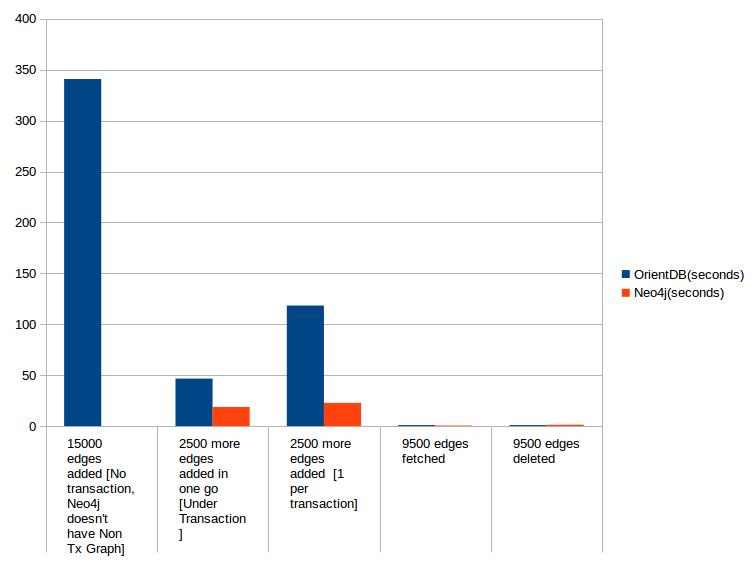 400
350
300
250
200
150
100
50
0
OrientDB(seconds)
Neo4j(seconds)
15000
edges
added [No
transaction,
Neo4j
doesn't
have Non
Tx Graph]
2500 more
edges
added in
one go
[Under
Transaction
]
2500 more
edges
added  [1
per
transaction]
9500 edges
fetched
9500 edges
deleted